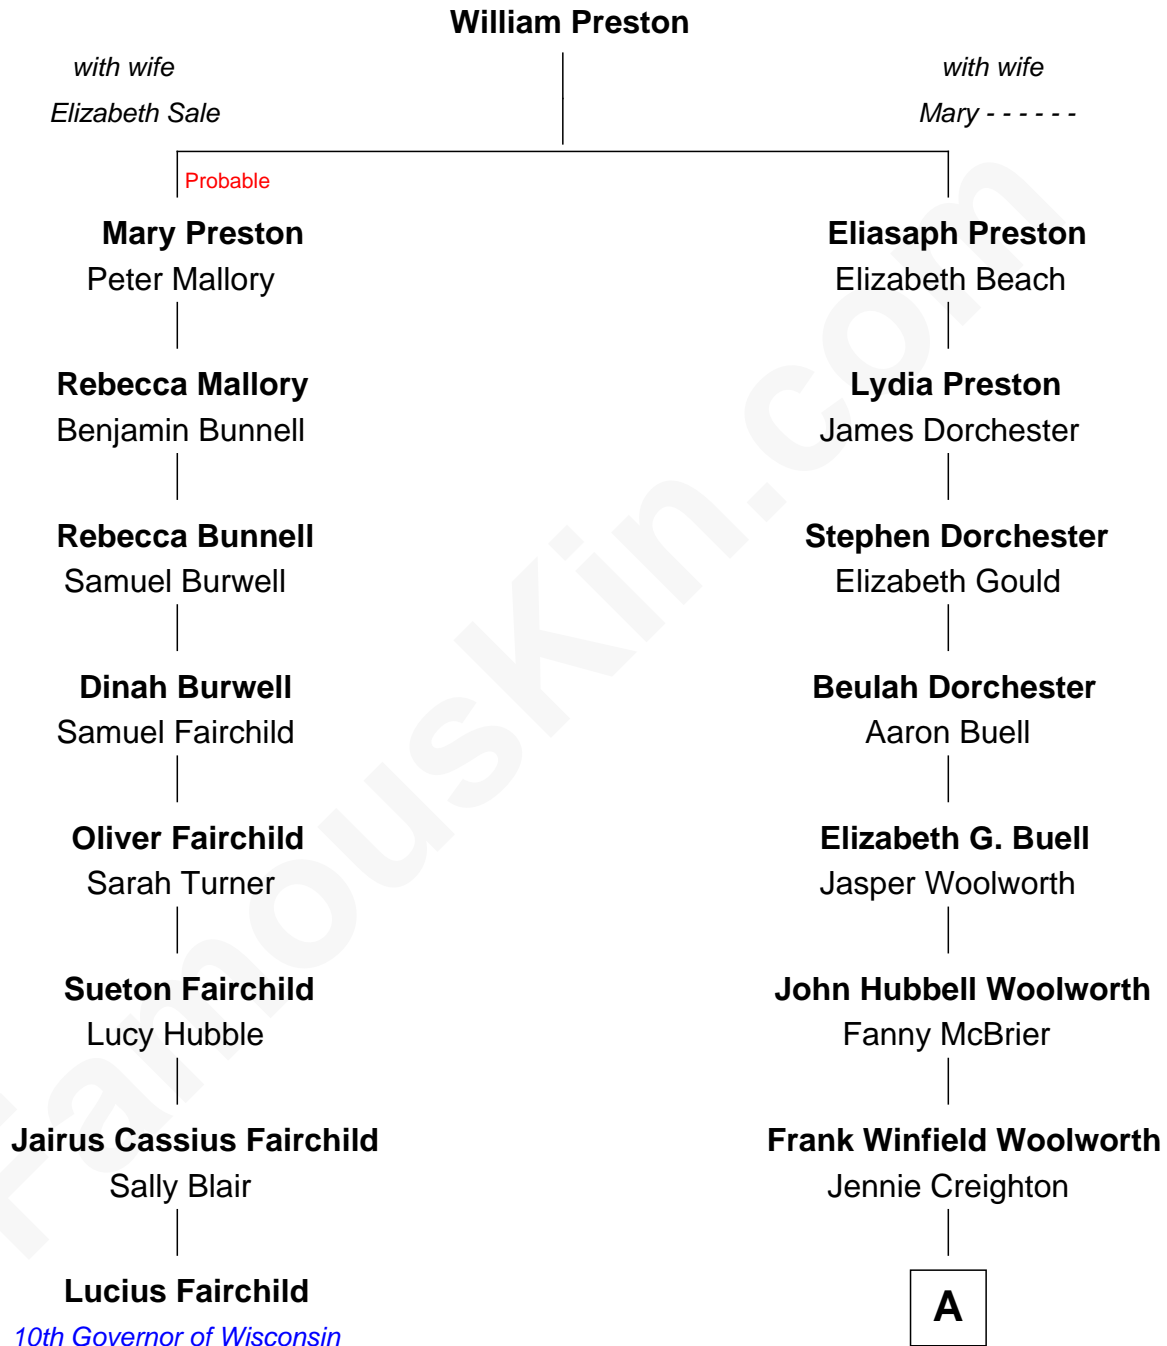 William Preston
with wife
Elizabeth Sale
with wife
Mary - - - - - -
Probable
Mary Preston
Peter Mallory
Eliasaph Preston
Elizabeth Beach
Rebecca Mallory
Benjamin Bunnell
Lydia Preston
James Dorchester
Rebecca Bunnell
Samuel Burwell
Stephen Dorchester
Elizabeth Gould
Dinah Burwell
Samuel Fairchild
Beulah Dorchester
Aaron Buell
Oliver Fairchild
Sarah Turner
Elizabeth G. Buell
Jasper Woolworth
Sueton Fairchild
Lucy Hubble
John Hubbell Woolworth
Fanny McBrier
Jairus Cassius Fairchild
Sally Blair
Frank Winfield Woolworth
Jennie Creighton
Lucius Fairchild
10th Governor of Wisconsin
A
FamousKin.com